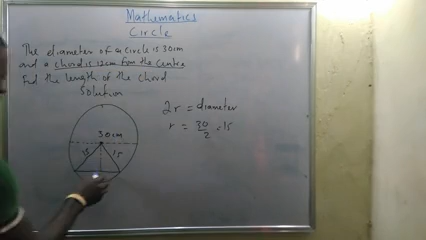 Mathematics
Circle
The diameter of a circle is 30cm
and a chord is 12cm from the centre
Find the length of the chord
Solution
2r = diameter
r = 30/2 = 15
30cm
15
15